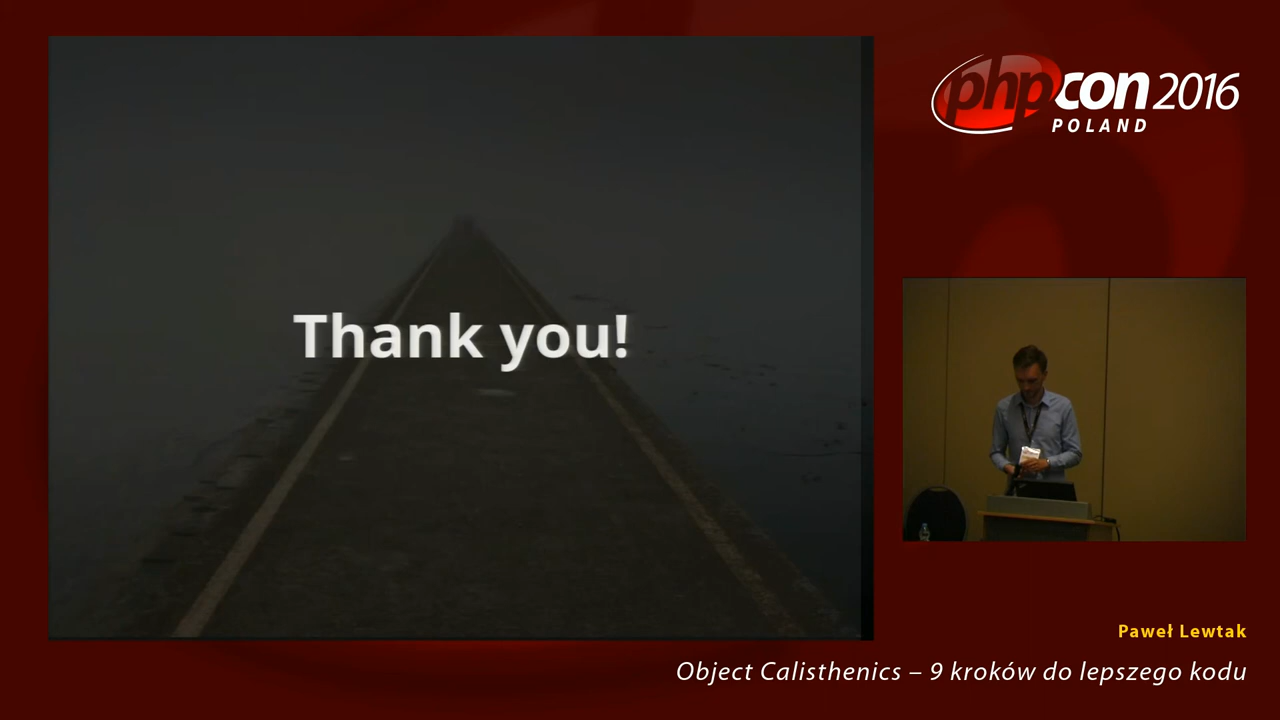 Thank you!
phpcon 2016
POLAND
Paweł Lewtak
Object Calisthenics – 9 kroków do lepszego kodu